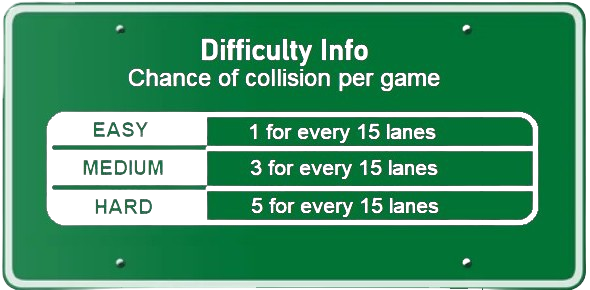 Difficulty Info
Chance of collision per game
EASY 1 for every 15 lanes
MEDIUM 3 for every 15 lanes
HARD 5 for every 15 lanes